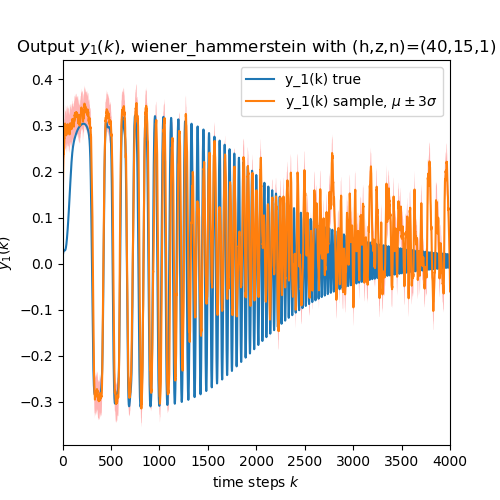 Output y₁(k), wiener_hammerstein with (h,z,n)=(40,15,1)
y_1(k) true
y_1(k) sample, μ ± 3σ
y₁(k)
0.4
0.3
0.2
0.1
0.0
−0.1
−0.2
−0.3
0 500 1000 1500 2000 2500 3000 3500 4000
time steps k